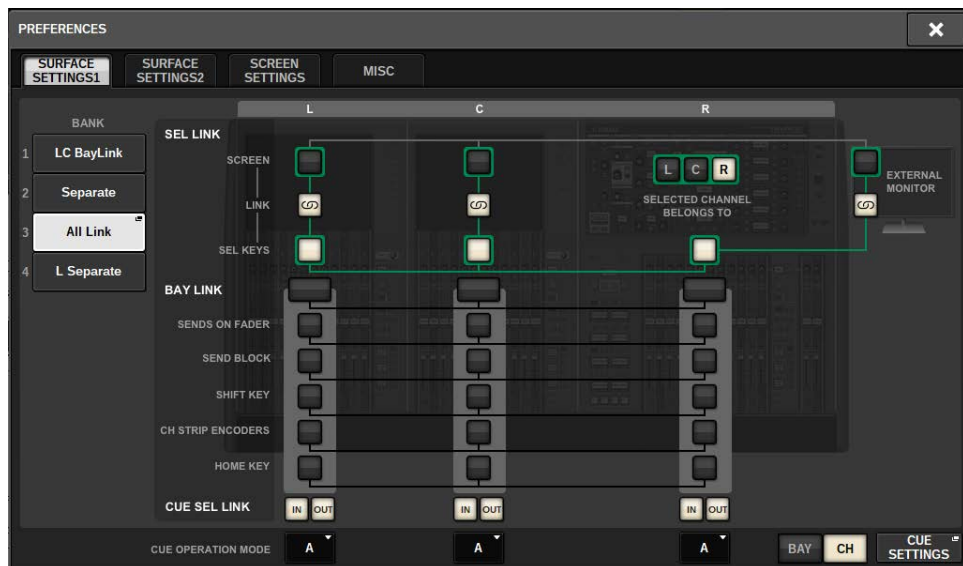 PREFERENCES
SURFACE SETTINGS1
SURFACE SETTINGS2
SCREEN SETTINGS
MISC
L C R
BANK
1 LC BayLink
2 Separate
3 All Link
4 L Separate
SEL LINK
SCREEN
LINK
SEL KEYS
L C R
SELECTED CHANNEL
BELONGS TO
EXTERNAL
MONITOR
BAY LINK
SENDS ON FADER
SEND BLOCK
SHIFT KEY
CH STRIP ENCODERS
HOME KEY
CUE SEL LINK
IN OUT IN OUT IN OUT
CUE OPERATION MODE
A A A
BAY CH
CUE
SETTINGS